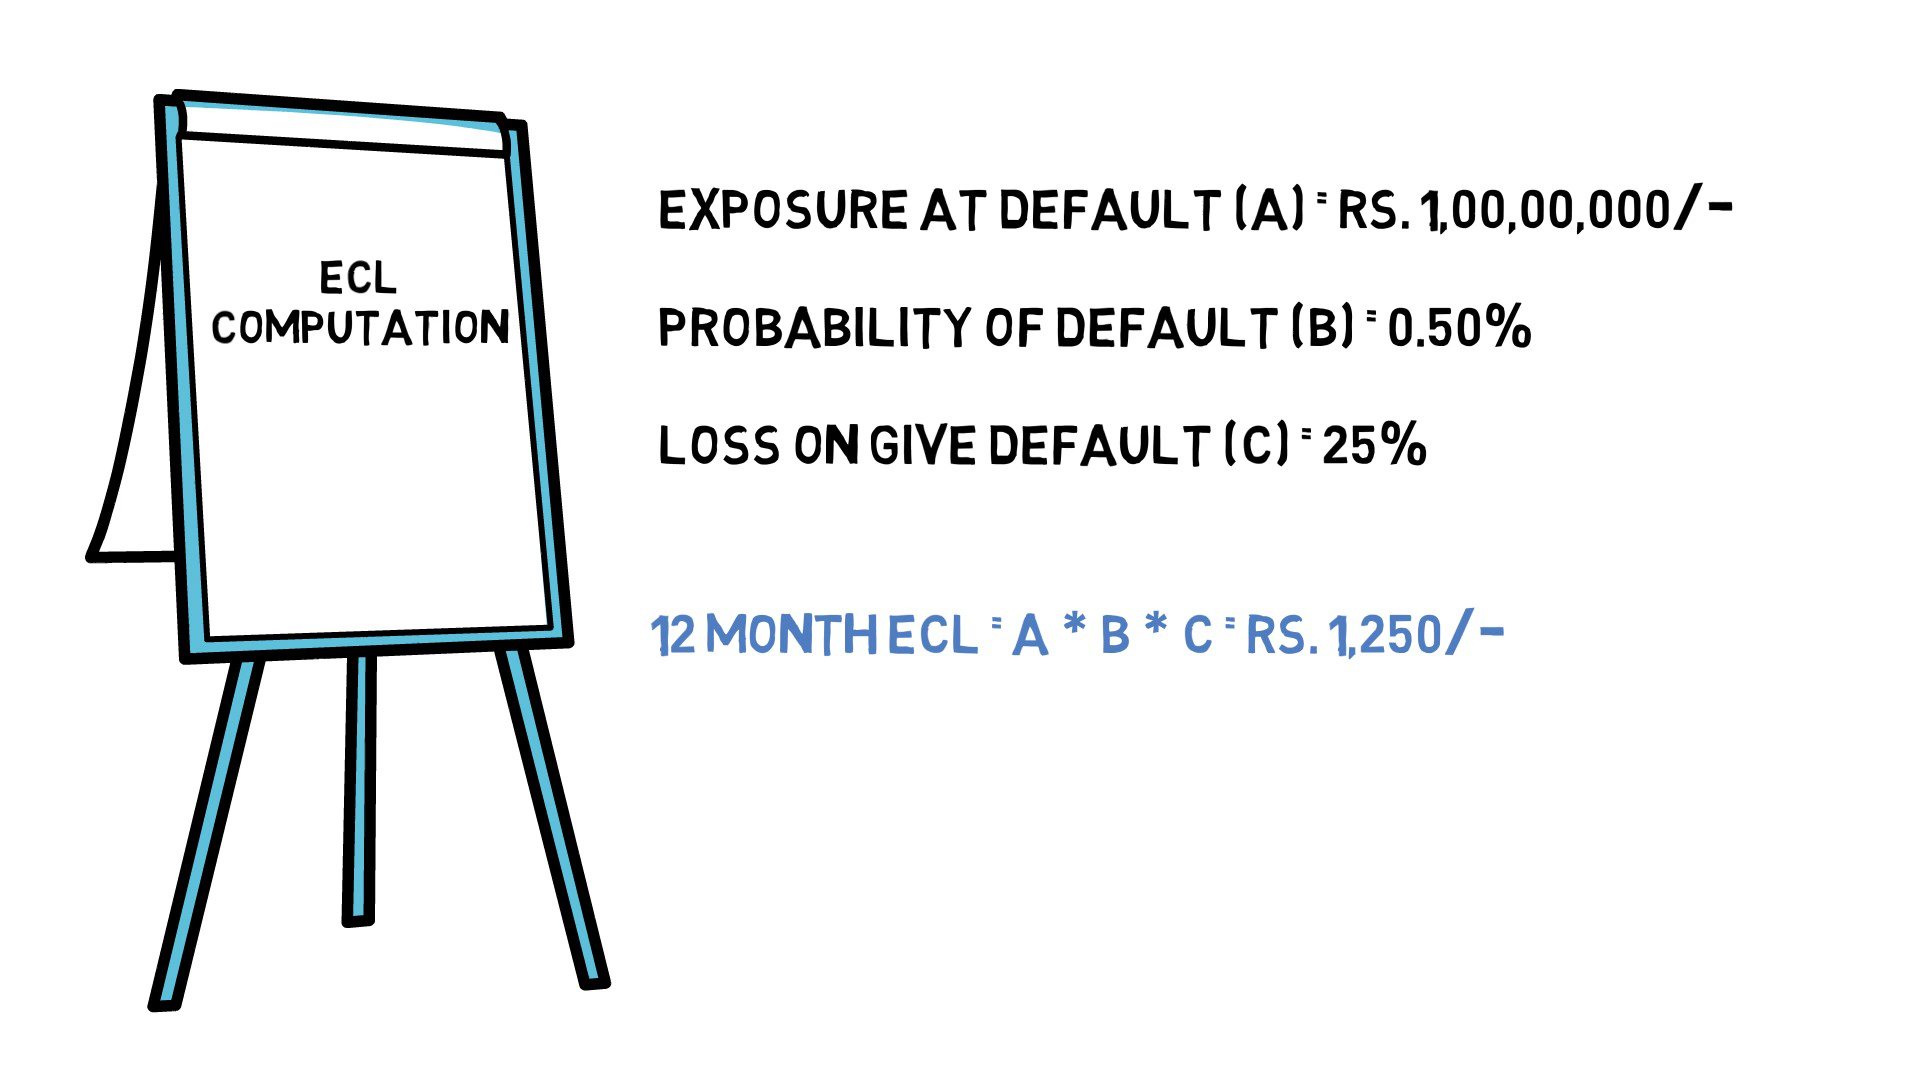 ECL
COMPUTATION
EXPOSURE AT DEFAULT (A) = RS. 1,00,00,000/-
PROBABILITY OF DEFAULT (B) = 0.50%
LOSS ON GIVE DEFAULT (C) = 25%
12 MONTH ECL = A * B * C = RS. 1,250/-